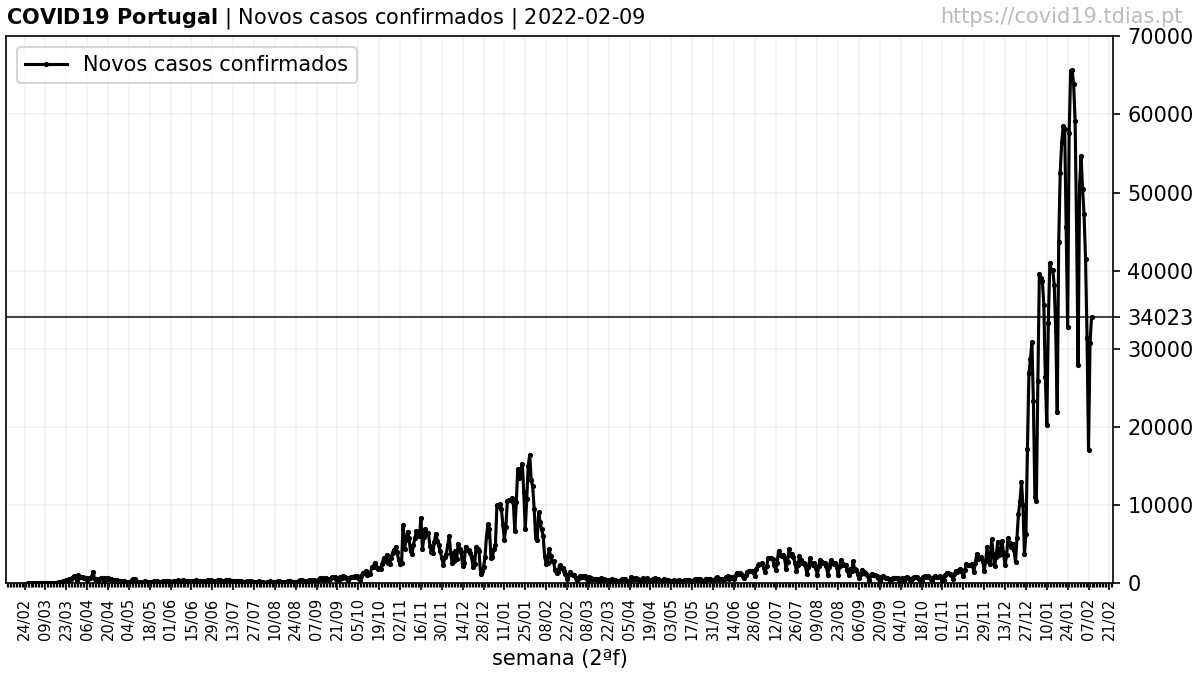 COVID19 Portugal | Novos casos confirmados | 2022-02-09
https://covid19.tdias.pt
Novos casos confirmados
70000
60000
50000
40000
34023
30000
20000
10000
0
24/02 09/03 23/03 06/04 20/04 04/05 18/05 01/06 15/06 29/06 13/07 27/07 10/08 24/08 07/09 21/09 05/10 19/10 02/11 16/11 30/11 14/12 28/12 11/01 25/01 08/02 22/02 08/03 22/03 05/04 19/04 03/05 17/05 31/05 14/06 28/06 12/07 26/07 09/08 23/08 06/09 20/09 04/10 18/10 01/11 15/11 29/11 13/12 27/12 10/01 24/01 07/02 21/02
semana (2ªf)